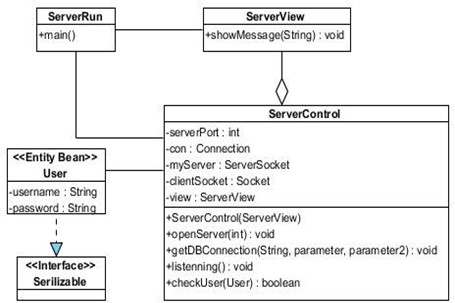 ServerRun
+main()
ServerView
+showMessage(String) : void
ServerControl
-serverPort : int
-con : Connection
-myServer : ServerSocket
-clientSocket : Socket
-view : ServerView
+ServerControl(ServerView)
+openServer(int) : void
+getDBConnection(String, parameter, parameter2) : void
+listenning() : void
+checkUser(User) : boolean
<<Entity Bean>>
User
-username : String
-password : String
<<Interface>>
Serilizable